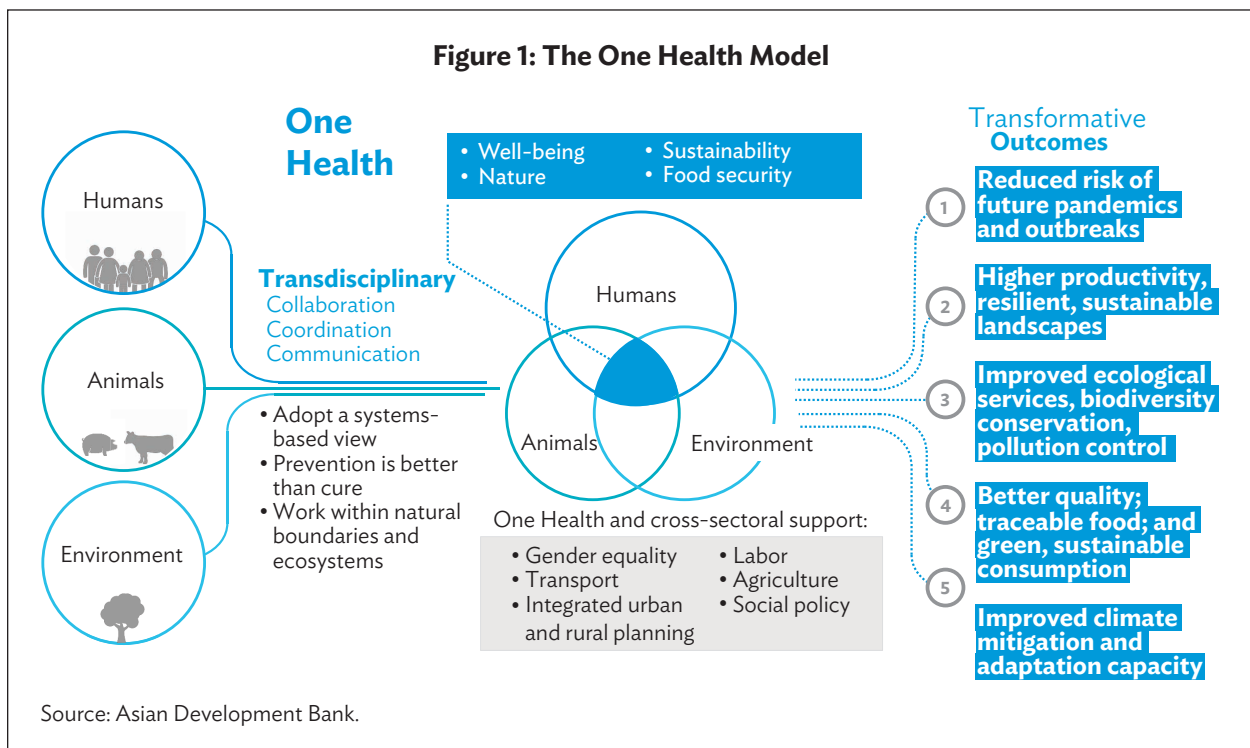 Figure 1: The One Health Model
One
Health
• Well-being
• Nature
• Sustainability
• Food security
Humans
Animals
Environment
Transdisciplinary
Collaboration
Coordination
Communication
• Adopt a systems-
based view
• Prevention is better
than cure
• Work within natural
boundaries and
ecosystems
Humans
Animals
Environment
One Health and cross-sectoral support:
• Gender equality
• Transport
• Integrated urban
and rural planning
• Labor
• Agriculture
• Social policy
Transformative
Outcomes
1
Reduced risk of
future pandemics
and outbreaks
2
Higher productivity,
resilient, sustainable
landscapes
3
Improved ecological
services, biodiversity
conservation,
pollution control
4
Better quality;
traceable food; and
green, sustainable
consumption
5
Improved climate
mitigation and
adaptation capacity
Source: Asian Development Bank.